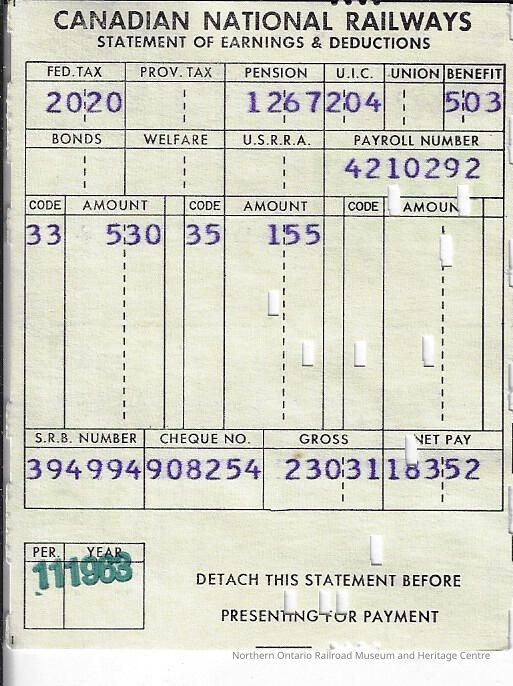 CANADIAN NATIONAL RAILWAYS
STATEMENT OF EARNINGS & DEDUCTIONS
FED. TAX PROV. TAX PENSION U.I.C. UNION BENEFIT
2020 1267 204 503
BONDS WELFARE U.S.R.R.A. PAYROLL NUMBER
4210292
CODE AMOUNT CODE AMOUNT CODE AMOUNT
33 530 35 155
S.R.B. NUMBER CHEQUE NO. GROSS NET PAY
394994 908254 23031 18352
PER. YEAR
11 1963
DETACH THIS STATEMENT BEFORE
PRESENTING FOR PAYMENT
Northern Ontario Railroad Museum and Heritage Centre